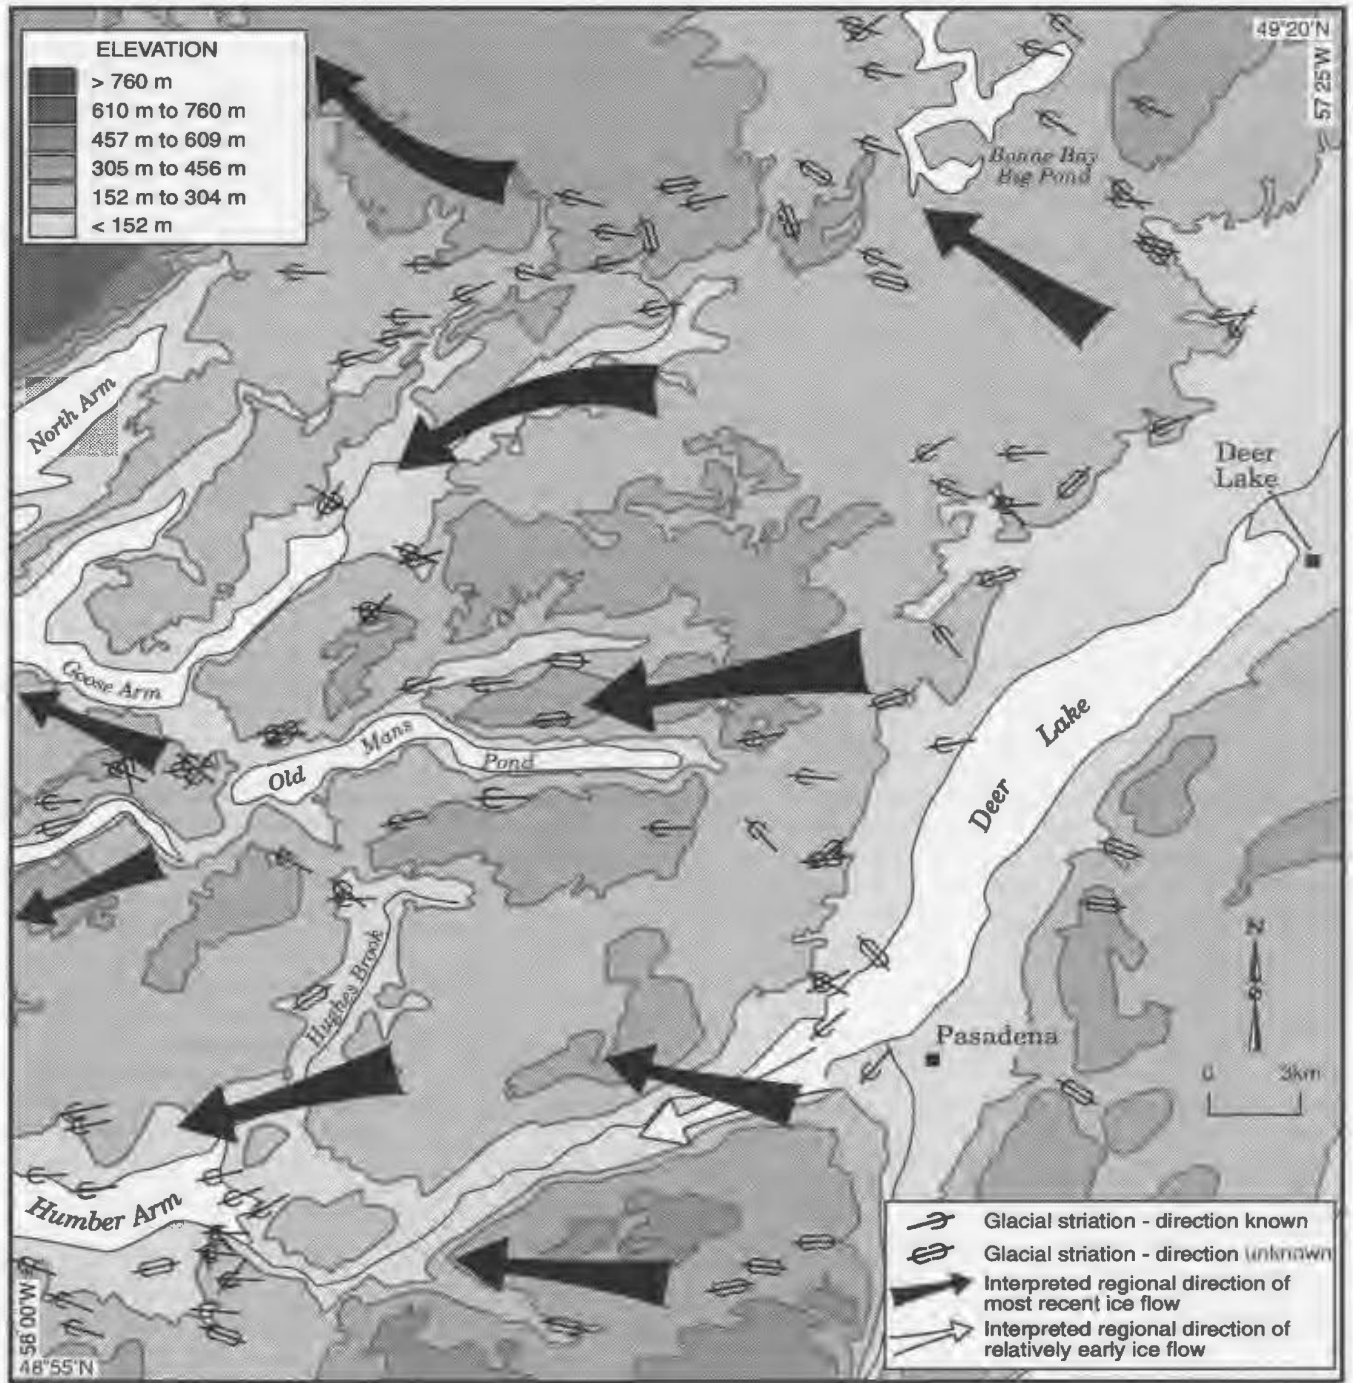 ELEVATION
> 760 m
610 m to 760 m
457 m to 609 m
305 m to 456 m
152 m to 304 m
< 152 m
49°20'N
57 25'W
Bonne Bay
Big Pond
North Arm
Deer
Lake
Goose Arm
Old Mans Pond
Deer Lake
Hughes Brook
Pasadena
N
0 3km
Humber Arm
Glacial striation - direction known
Glacial striation - direction unknown
Interpreted regional direction of
most recent ice flow
Interpreted regional direction of
relatively early ice flow
58 00'W
48°55'N